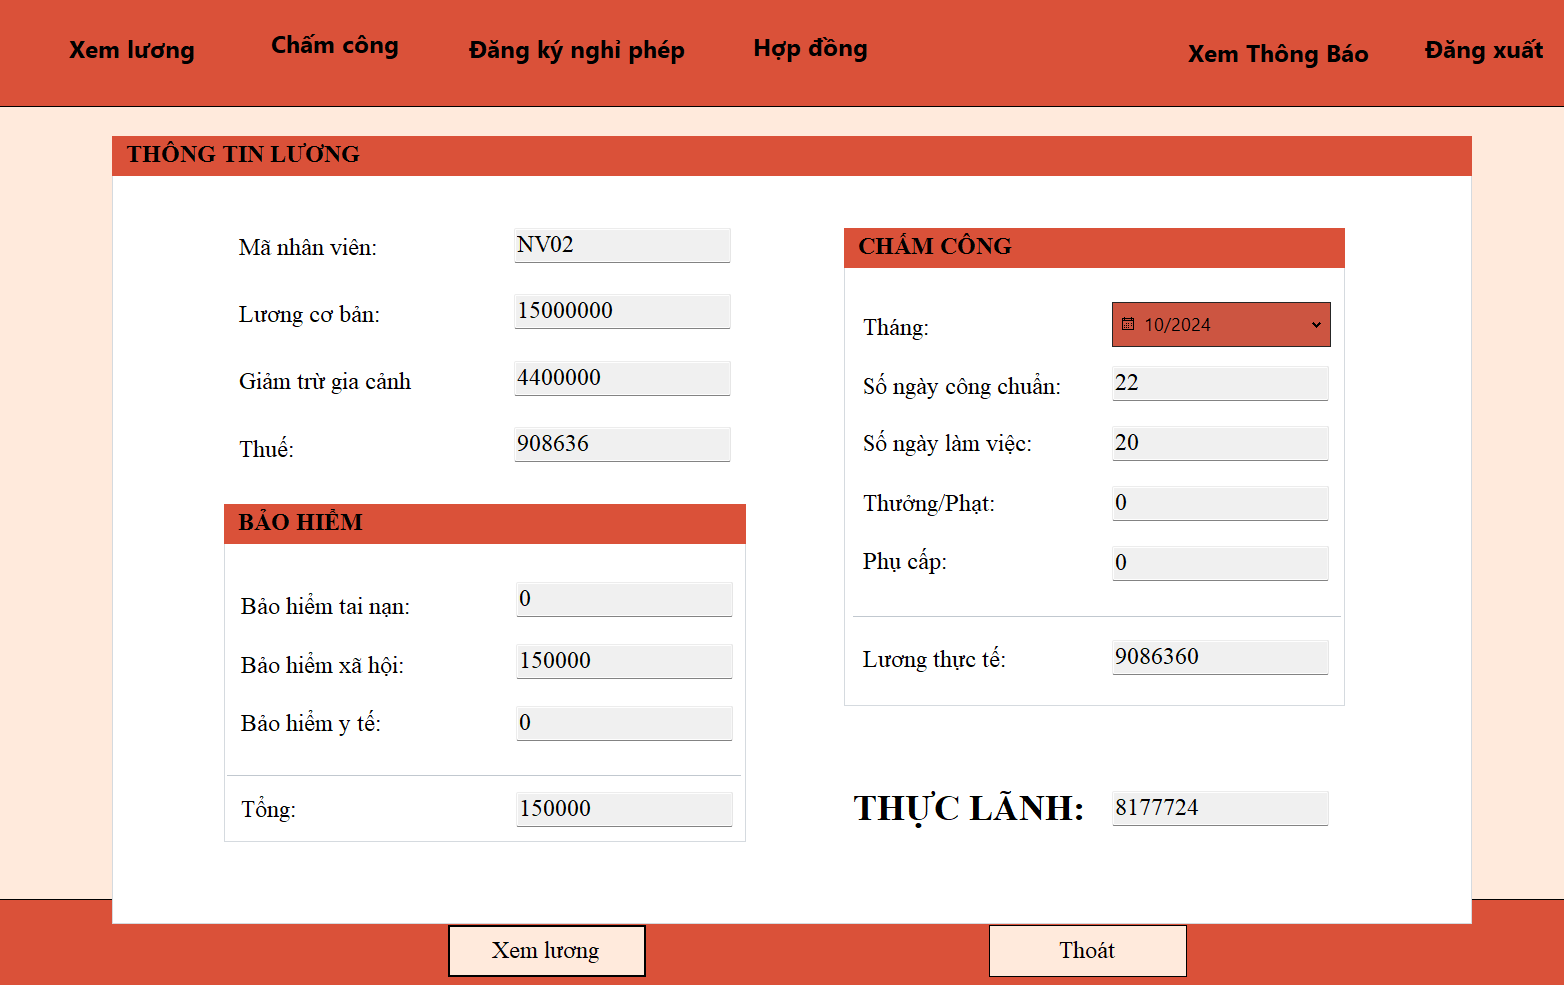 Xem lương
Chấm công
Đăng ký nghỉ phép
Hợp đồng
Xem Thông Báo
Đăng xuất
THÔNG TIN LƯƠNG
Mã nhân viên: NV02
Lương cơ bản: 15000000
Giảm trừ gia cảnh 4400000
Thuế: 908636
BẢO HIỂM
Bảo hiểm tai nạn: 0
Bảo hiểm xã hội: 150000
Bảo hiểm y tế: 0
Tổng: 150000
CHẤM CÔNG
Tháng: 10/2024
Số ngày công chuẩn: 22
Số ngày làm việc: 20
Thưởng/Phạt: 0
Phụ cấp: 0
Lương thực tế: 9086360
THỰC LÃNH: 8177724
Xem lương
Thoát